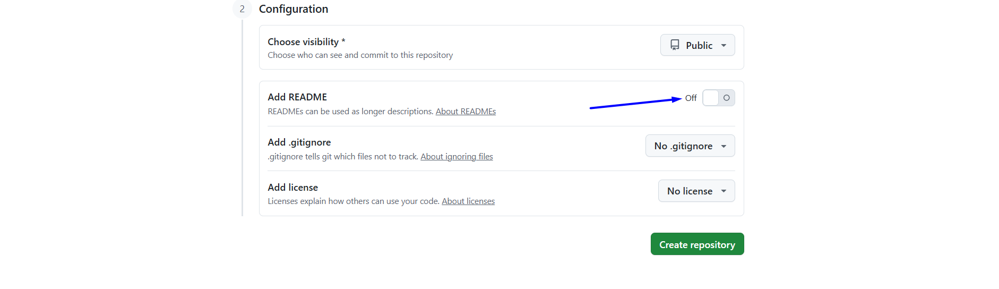 2 Configuration
Choose visibility *
Choose who can see and commit to this repository
Public
Add README
READMEs can be used as longer descriptions. About READMEs
Off
Add .gitignore
.gitignore tells git which files not to track. About ignoring files
No .gitignore
Add license
Licenses explain how others can use your code. About licenses
No license
Create repository